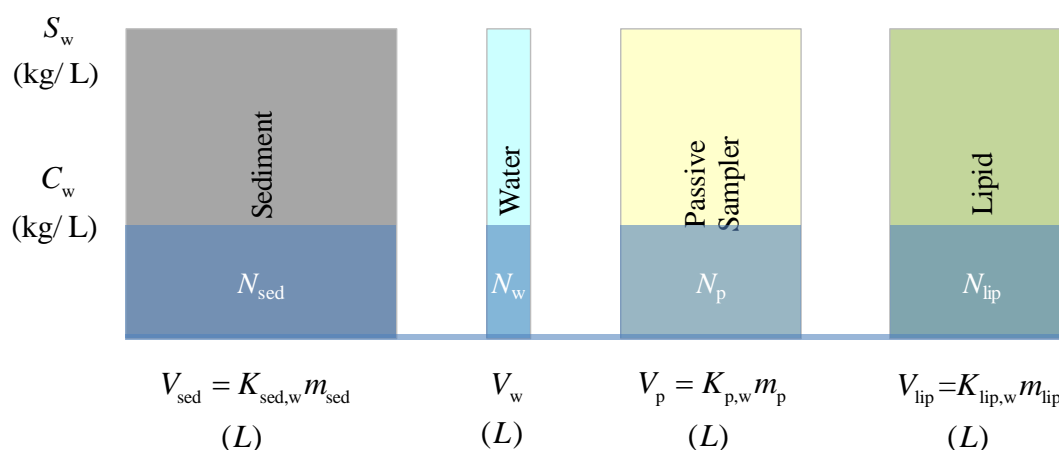 S_w
(kg/ L)
C_w
(kg/ L)
Sediment
Water
Passive
Sampler
Lipid
N_sed
N_w
N_p
N_lip
V_sed = K_sed,w m_sed
(L)
V_w
(L)
V_p = K_p,w m_p
(L)
V_lip=K_lip,w m_lip
(L)